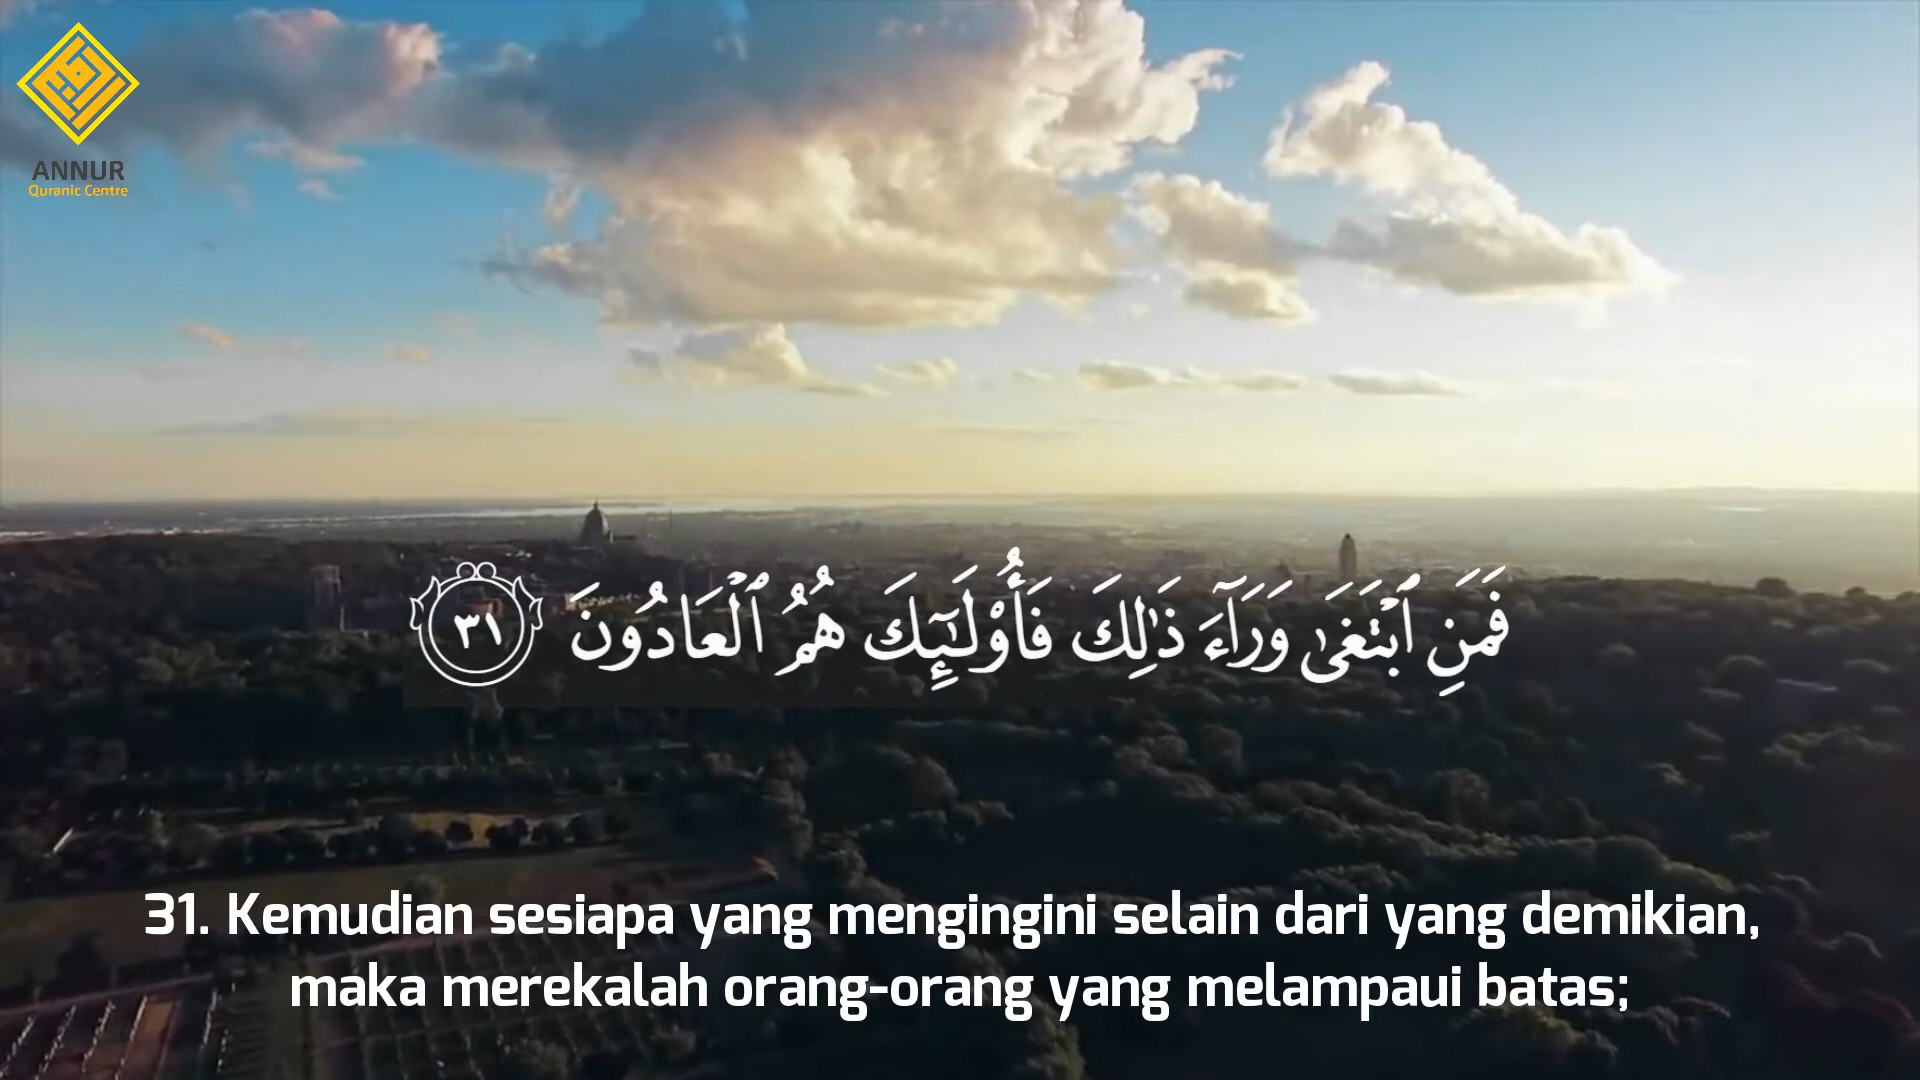 ANNUR
Quranic Centre
فَمَنِ ٱبۡتَغَىٰ وَرَآءَ ذَٰلِكَ فَأُوْلَـٰٓئِكَ هُمُ ٱلۡعَادُونَ ٣١
31. Kemudian sesiapa yang mengingini selain dari yang demikian,
maka merekalah orang-orang yang melampaui batas;